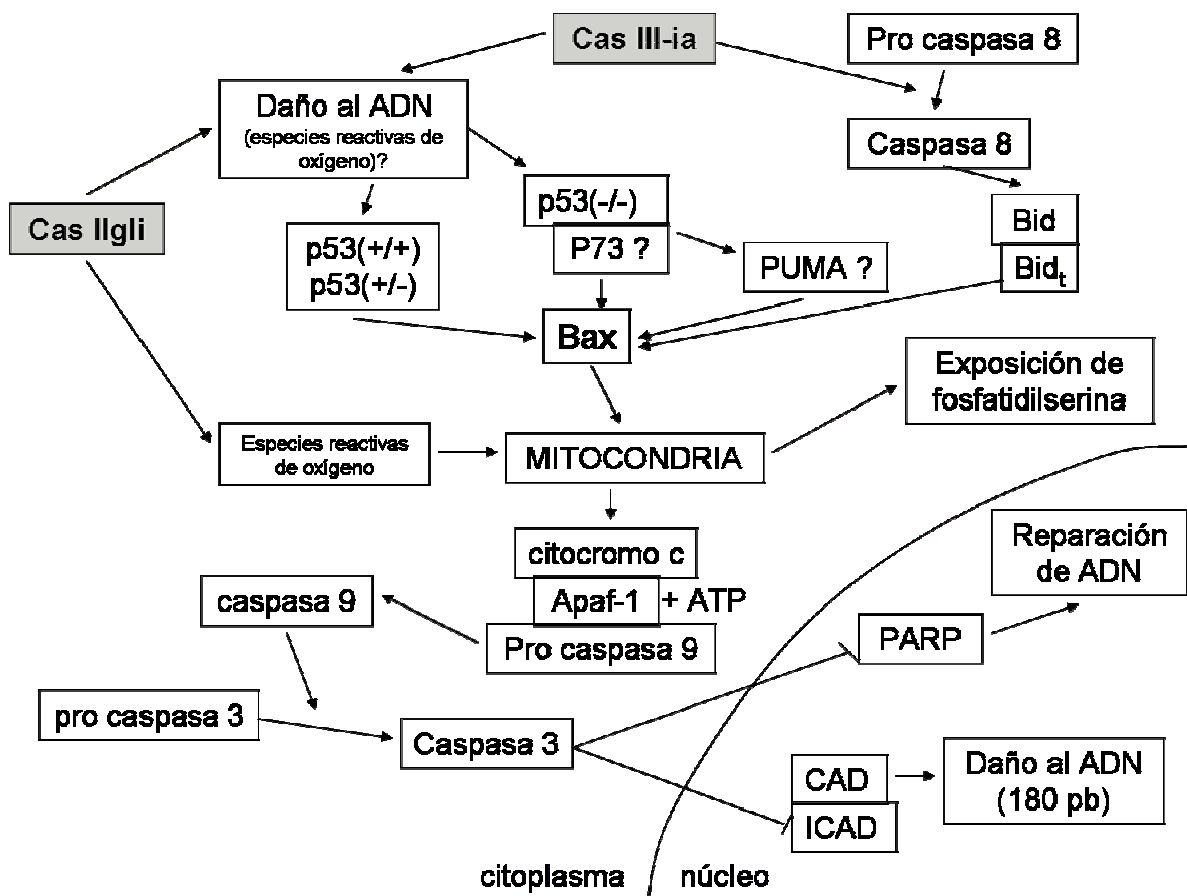 Cas III-ia
Pro caspasa 8
Daño al ADN
(especies reactivas de
oxígeno)?
Caspasa 8
Cas IIgli
p53(-/-)
P73 ?
Bid
Bidt
p53(+/+)
p53(+/-)
PUMA ?
Bax
Exposición de
fosfatidilserina
Especies reactivas
de oxígeno
MITOCONDRIA
citocromo c
Apaf-1 + ATP
Pro caspasa 9
caspasa 9
Reparación
de ADN
PARP
pro caspasa 3
Caspasa 3
CAD
ICAD
Daño al ADN
(180 pb)
citoplasma
núcleo